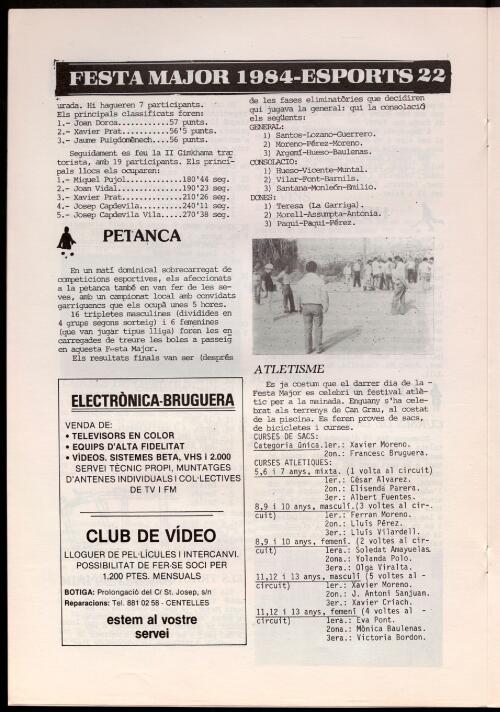 FESTA MAJOR 1984-ESPORTS 22
urada. Hi hagueren 7 participants.
Els principals classificats foren:
1.- Joan Dorca...........57 punts.
2.- Xavier Prat..........56'5 punts.
3.- Jaume Puigdomènech....56 punts.
Seguidament es feu la II Gimkhama trac
torista, amb 19 participants. Els princi-
pals llocs els ocuparen:
1.- Miquel Pujol...........180'44 seg.
2.- Joan Vidal.............190'23 seg.
3.- Xavier Prat............210'26 seg.
4.- Josep Capdevila........240'11 seg.
5.- Josep Capdevila Vila.....270'38 seg.
PETANCA
En un matí dominical sobrecarregat de
competicions esportives, els afeccionats
a la petanca també en van fer de les se-
ves, amb un campionat local amb convidats
garriguencs que els ocupà unes 5 hores.
16 tripletes masculines (dividides en
4 grups segons sorteig) i 6 femenines
(que van jugar tipus lliga) foren les en
carregades de treure les boles a passeig
en aquesta Festa Major.
Els resultats finals van ser (després
ELECTRÒNICA-BRUGUERA
VENDA DE:
• TELEVISORS EN COLOR
• EQUIPS D'ALTA FIDELITAT
• VÍDEOS. SISTEMES BETA, VHS i 2.000
SERVEI TÈCNIC PROPI, MUNTATGES
D'ANTENES INDIVIDUALS I COL·LECTIVES
DE TV I FM
CLUB DE VÍDEO
LLOGUER DE PEL·LÍCULES I INTERCANVI.
POSSIBILITAT DE FER-SE SOCI PER
1.200 PTES. MENSUALS
BOTIGA: Prolongació del C/ St. Josep, s/n
Reparacions: Tel. 881 02 58 - CENTELLES
estem al vostre
servei
de les fases eliminatòries que decidiren
qui jugava la general: qui la consolació
els següents:
GENERAL:
1) Santos-Lozano-Guerrero.
2) Moreno-Pérez-Moreno.
3) Argemí-Hueso-Baulenas.
CONSOLACIO:
1) Hueso-Vicente-Muntal.
2) Vilar-Font-Barnils.
3) Santana-Monleón-Emilio.
DONES:
1) Teresa (La Garriga).
2) Morell-Assumpta-Antonia.
3) Paqui-Paqui-Pérez.
ATLETISME
Es ja costum que el darrer dia de la -
Festa Major es celebri un festival atlè-
tic per a la mainada. Enguany s'ha cele-
brat als terrenys de Can Grau, al costat
de la piscina. Es feren proves de sacs,
de bicicletes i curses.
CURSES DE SACS:
Categoria única.1er.: Xavier Moreno.
2on.: Francesc Bruguera.
CURSES ATLETIQUES:
5,6 i 7 anys, mixta. (1 volta al circuit)
1er.: César Alvarez.
2on.: Elisenda Parera.
3er.: Albert Fuentes.
8,9 i 10 anys, masculí.(3 voltes al cir-
cuit) 1er.: Ferran Moreno.
2on.: Lluís Pérez.
3er.: Lluís Vilardell.
8,9 i 10 anys, femení. (2 voltes al cir-
cuit) 1era.: Soledat Amayuelas.
2ona.: Yolanda Polo.
3era.: Olga Viralta.
11,12 i 13 anys, masculí (5 voltes al -
circuit) 1er.: Xavier Moreno.
2on.: J. Antoni Sanjuan.
3er.: Xavier Criach.
11,12 i 13 anys, femení (4 voltes al -
circuit) 1era.: Eva Pont.
2ona.: Mònica Baulenas.
3era.: Victoria Bordon.